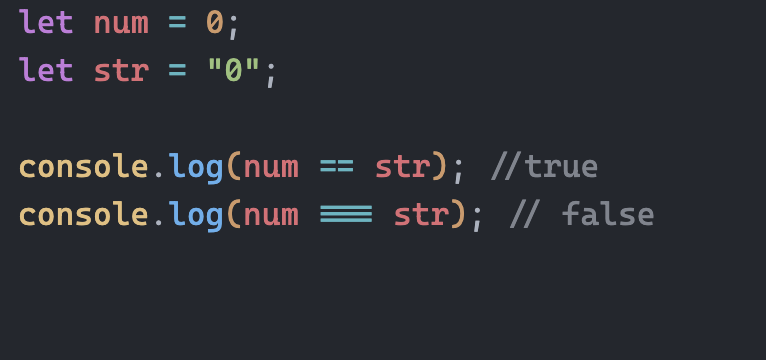 let num = 0;
let str = "0";
console.log(num == str); //true
console.log(num === str); // false